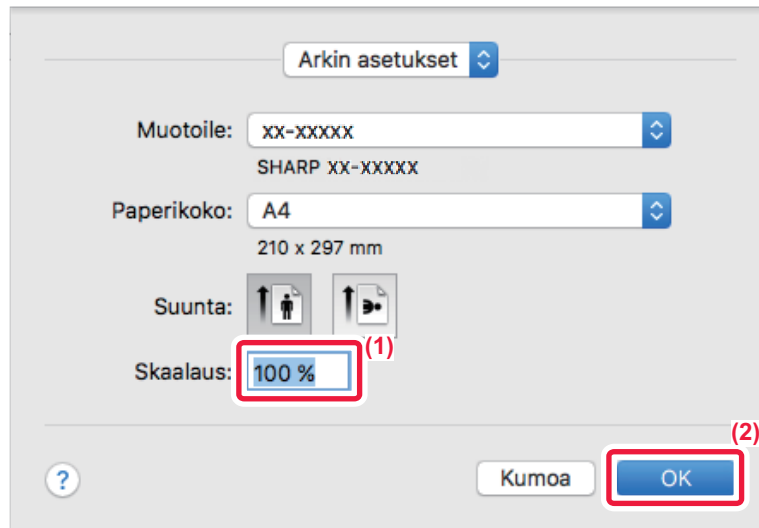 Arkin asetukset
Muotoile: xx-xxxxx
SHARP XX-XXXXX
Paperikoko: A4
210 x 297 mm
Suunta:
(1)
Skaalaus: 100 %
(2)
? Kumoa OK